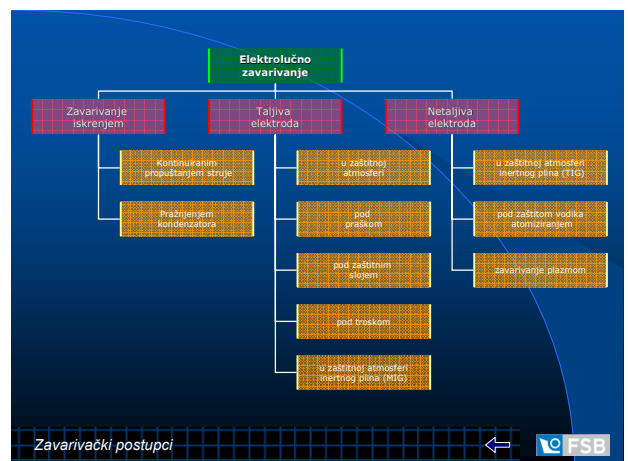 Elektrolučno
zavarivanje
Zavarivanje
iskrenjem
Taljiva
elektroda
Netaljiva
elektroda
Kontinuiranim
propuštanjem struje
Pražnjenjem
kondenzatora
u zaštitnoj
atmosferi
pod
praškom
pod zaštitnim
slojem
pod troskom
u zaštitnoj atmosferi
inertnog plina (MIG)
u zaštitnoj atmosferi
inertnog plina (TIG)
pod zaštitom vodika
atomiziranjem
zavarivanje plazmom
Zavarivački postupci
FSB